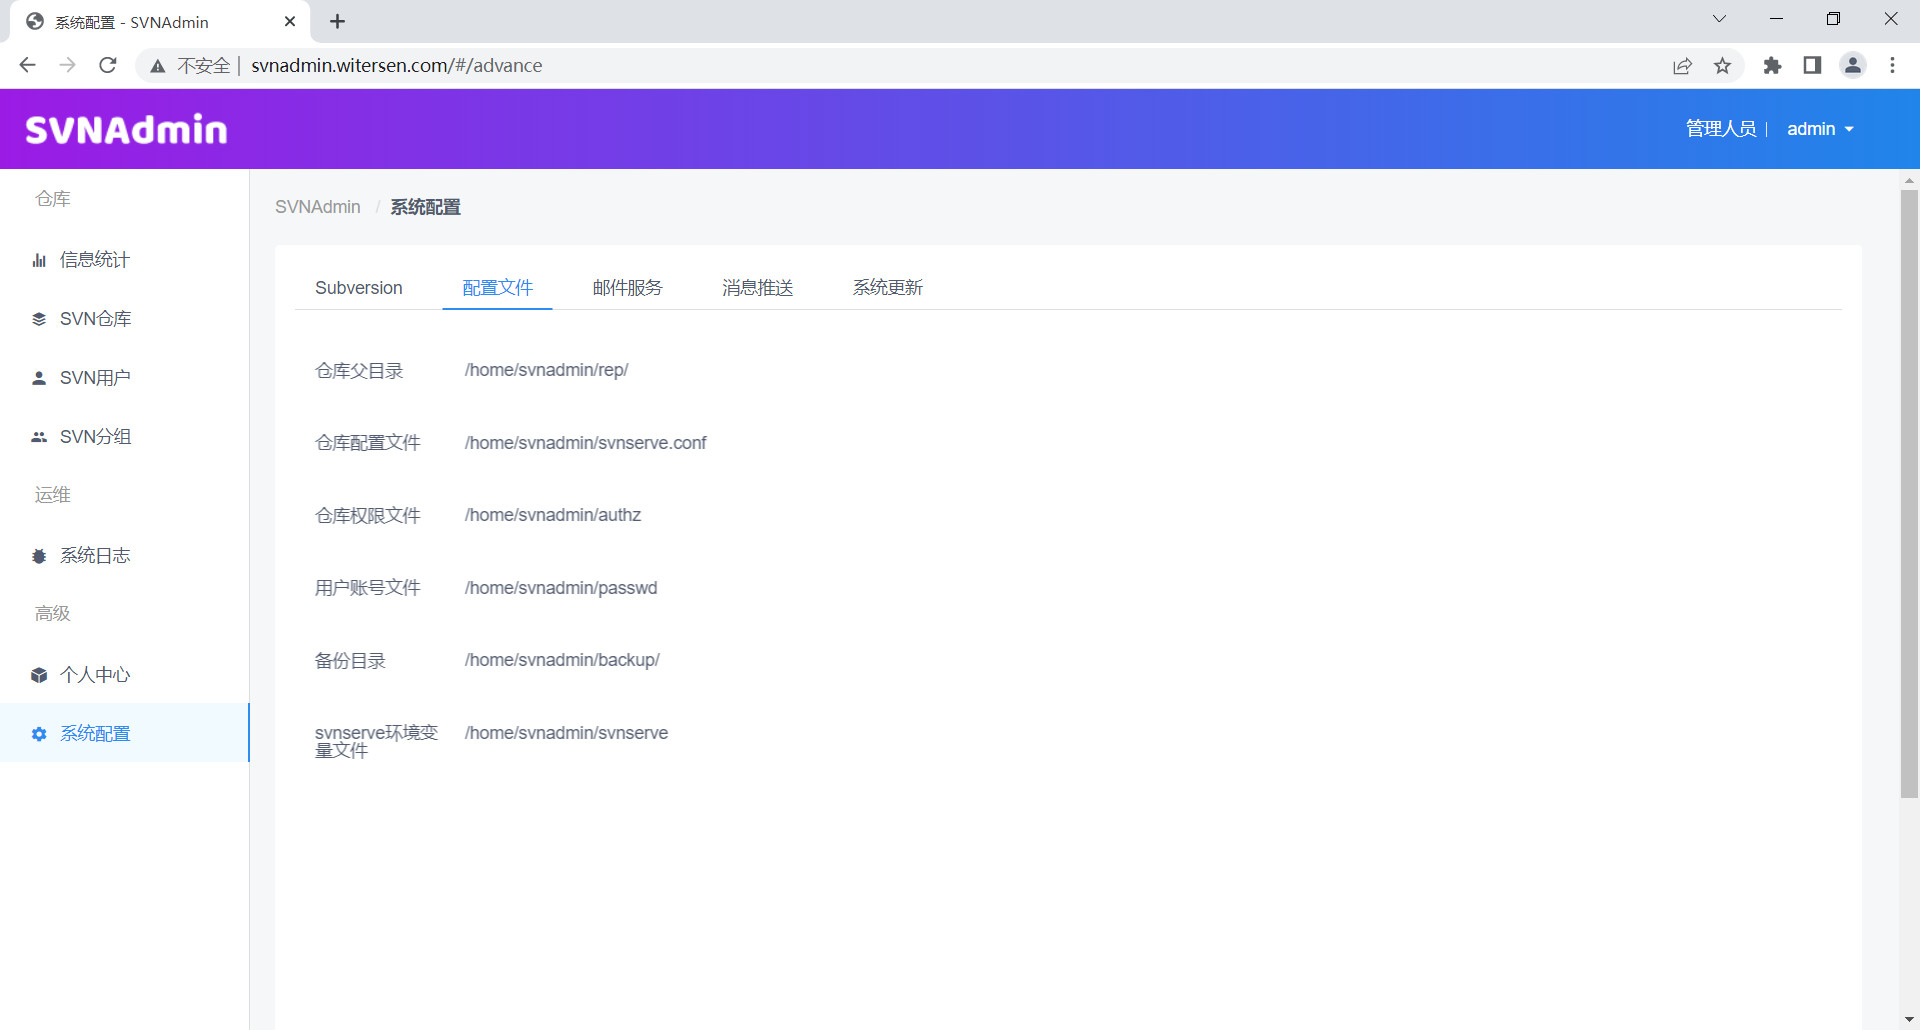 系统配置 - SVNAdmin
不安全 | svnadmin.witersen.com/#/advance
SVNAdmin
管理人员 | admin
仓库
信息统计
SVN仓库
SVN用户
SVN分组
运维
系统日志
高级
个人中心
系统配置
SVNAdmin / 系统配置
Subversion 配置文件 邮件服务 消息推送 系统更新
仓库父目录 /home/svnadmin/rep/
仓库配置文件 /home/svnadmin/svnserve.conf
仓库权限文件 /home/svnadmin/authz
用户账号文件 /home/svnadmin/passwd
备份目录 /home/svnadmin/backup/
svnserve环境变 /home/svnadmin/svnserve
量文件